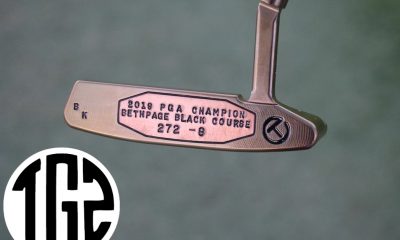 B
K
2019 PGA CHAMPION
BETHPAGE BLACK COURSE
272 -8
T
TG2